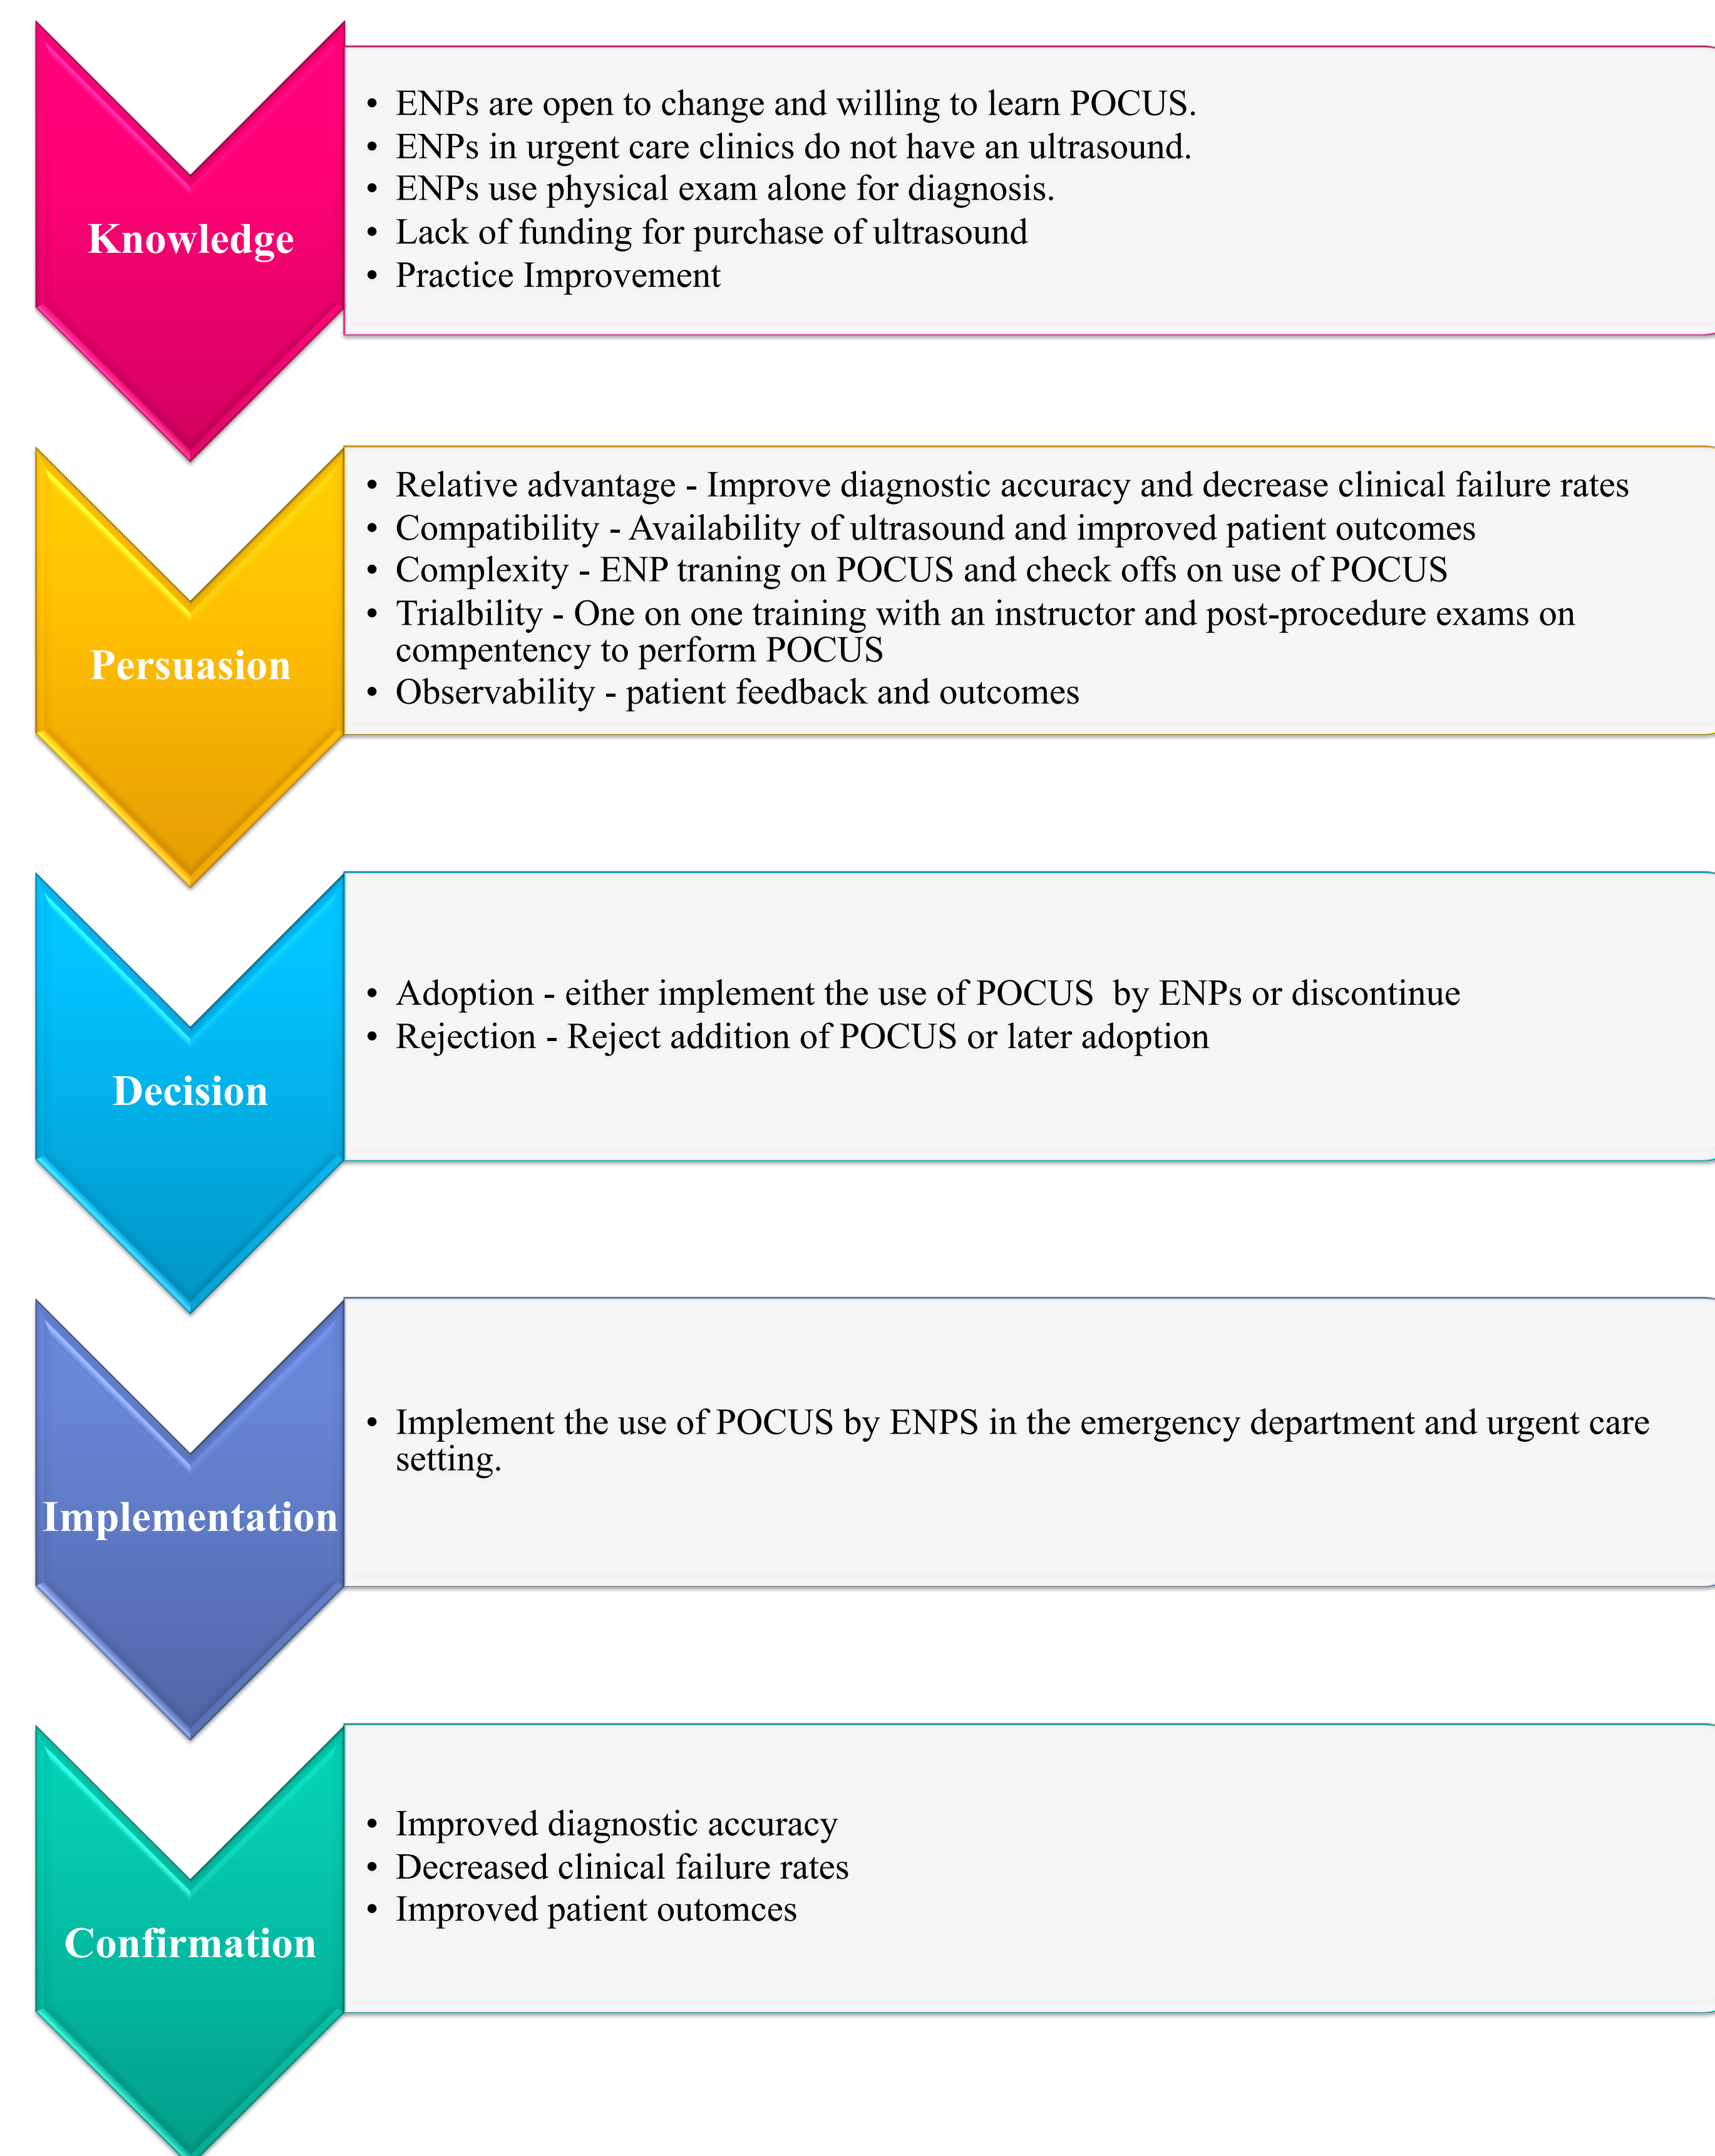 Knowledge
• ENPs are open to change and willing to learn POCUS.
• ENPs in urgent care clinics do not have an ultrasound.
• ENPs use physical exam alone for diagnosis.
• Lack of funding for purchase of ultrasound
• Practice Improvement
Persuasion
• Relative advantage - Improve diagnostic accuracy and decrease clinical failure rates
• Compatibility - Availability of ultrasound and improved patient outcomes
• Complexity - ENP traning on POCUS and check offs on use of POCUS
• Trialbility - One on one training with an instructor and post-procedure exams on
compentency to perform POCUS
• Observability - patient feedback and outcomes
Decision
• Adoption - either implement the use of POCUS  by ENPs or discontinue
• Rejection - Reject addition of POCUS or later adoption
Implementation
• Implement the use of POCUS by ENPS in the emergency department and urgent care
setting.
Confirmation
• Improved diagnostic accuracy
• Decreased clinical failure rates
• Improved patient outomces